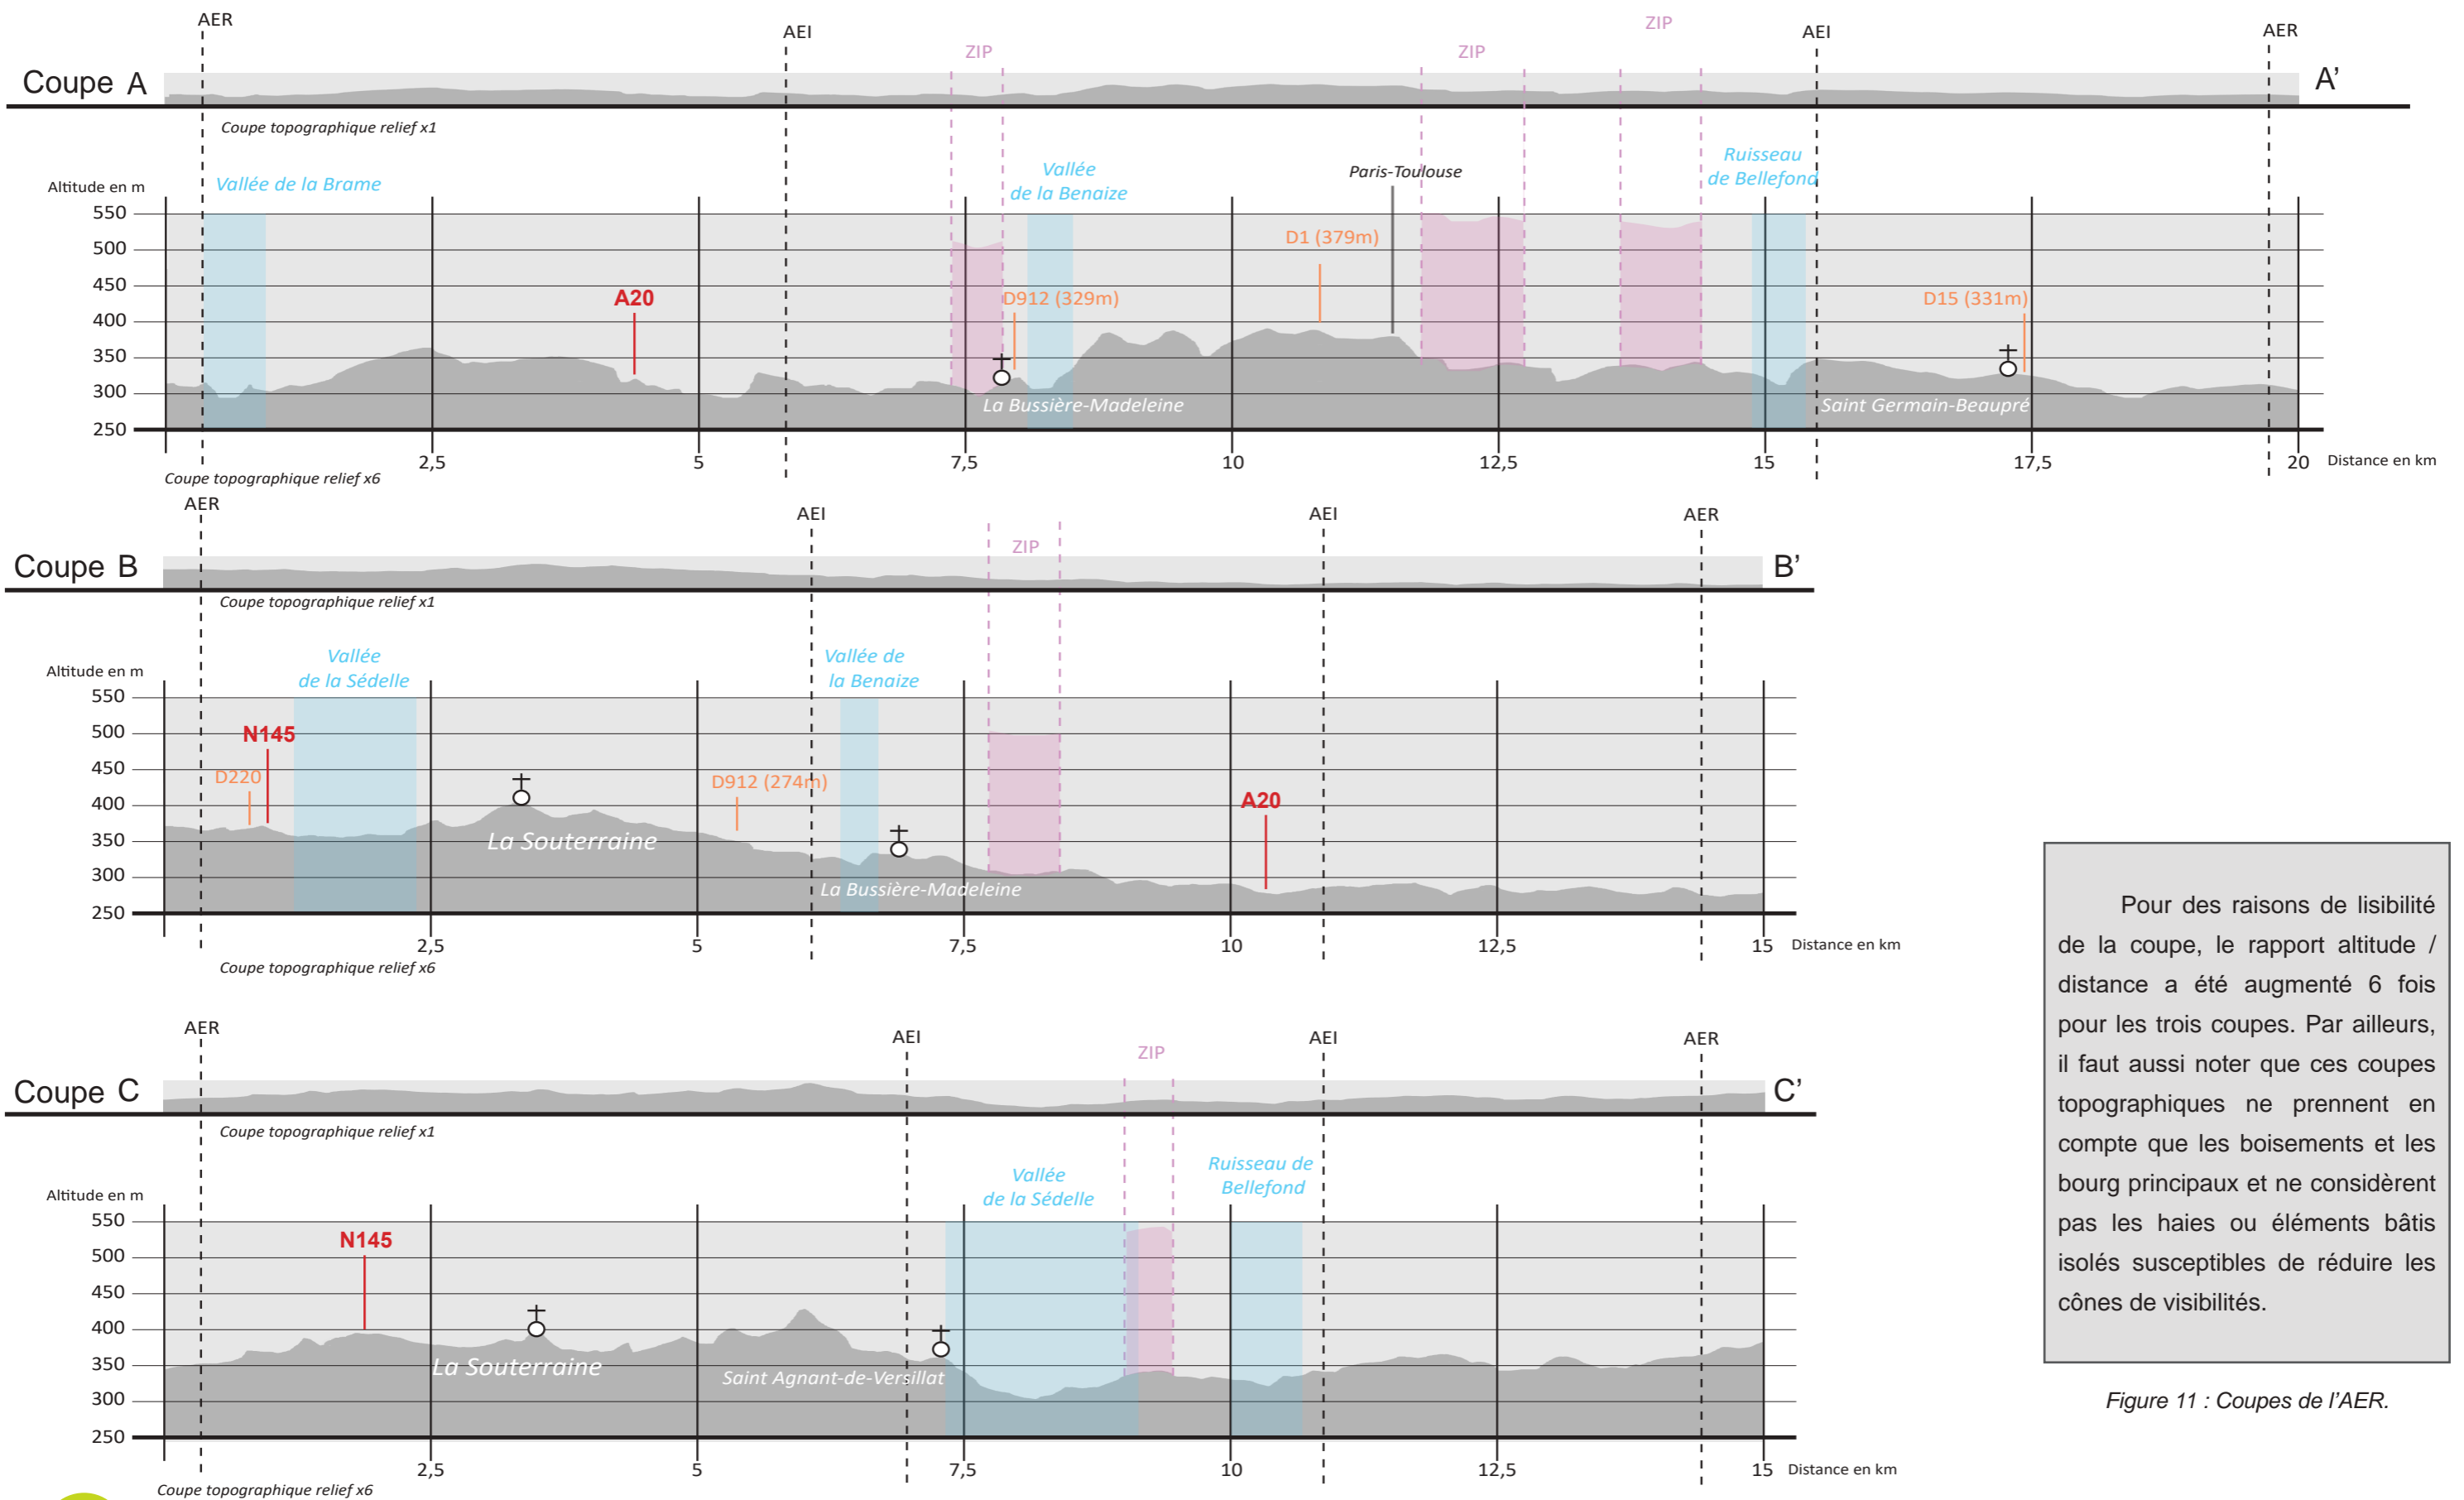 AER
AEI
ZIP
ZIP
ZIP
AEI
AER
Coupe A
A’
Coupe topographique relief x1
Vallée de la Brame
Vallée
de la Benaize
Paris-Toulouse
Ruisseau
de Bellefond
Altitude en m
550
500
450
400
350
300
250
A20
D912 (329m)
D1 (379m)
D15 (331m)
La Bussière-Madeleine
Saint Germain-Beaupré
2,5
5
7,5
10
12,5
15
17,5
20
Distance en km
Coupe topographique relief x6
AER
AEI
ZIP
AEI
AER
Coupe B
B’
Coupe topographique relief x1
Vallée
de la Sédelle
Vallée de
la Benaize
Altitude en m
550
500
450
400
350
300
250
N145
D220
D912 (274m)
A20
La Souterraine
La Bussière-Madeleine
2,5
5
7,5
10
12,5
15
Distance en km
Coupe topographique relief x6
AER
AEI
ZIP
AEI
AER
Coupe C
C’
Coupe topographique relief x1
Vallée
de la Sédelle
Ruisseau de
Bellefond
Altitude en m
550
500
450
400
350
300
250
N145
La Souterraine
Saint Agnant-de-Versillat
2,5
5
7,5
10
12,5
15
Distance en km
Coupe topographique relief x6
Pour des raisons de lisibilité
de la coupe, le rapport altitude /
distance a été augmenté 6 fois
pour les trois coupes. Par ailleurs,
il faut aussi noter que ces coupes
topographiques ne prennent en
compte que les boisements et les
bourg principaux et ne considèrent
pas les haies ou éléments bâtis
isolés susceptibles de réduire les
cônes de visibilités.
Figure 11 : Coupes de l’AER.